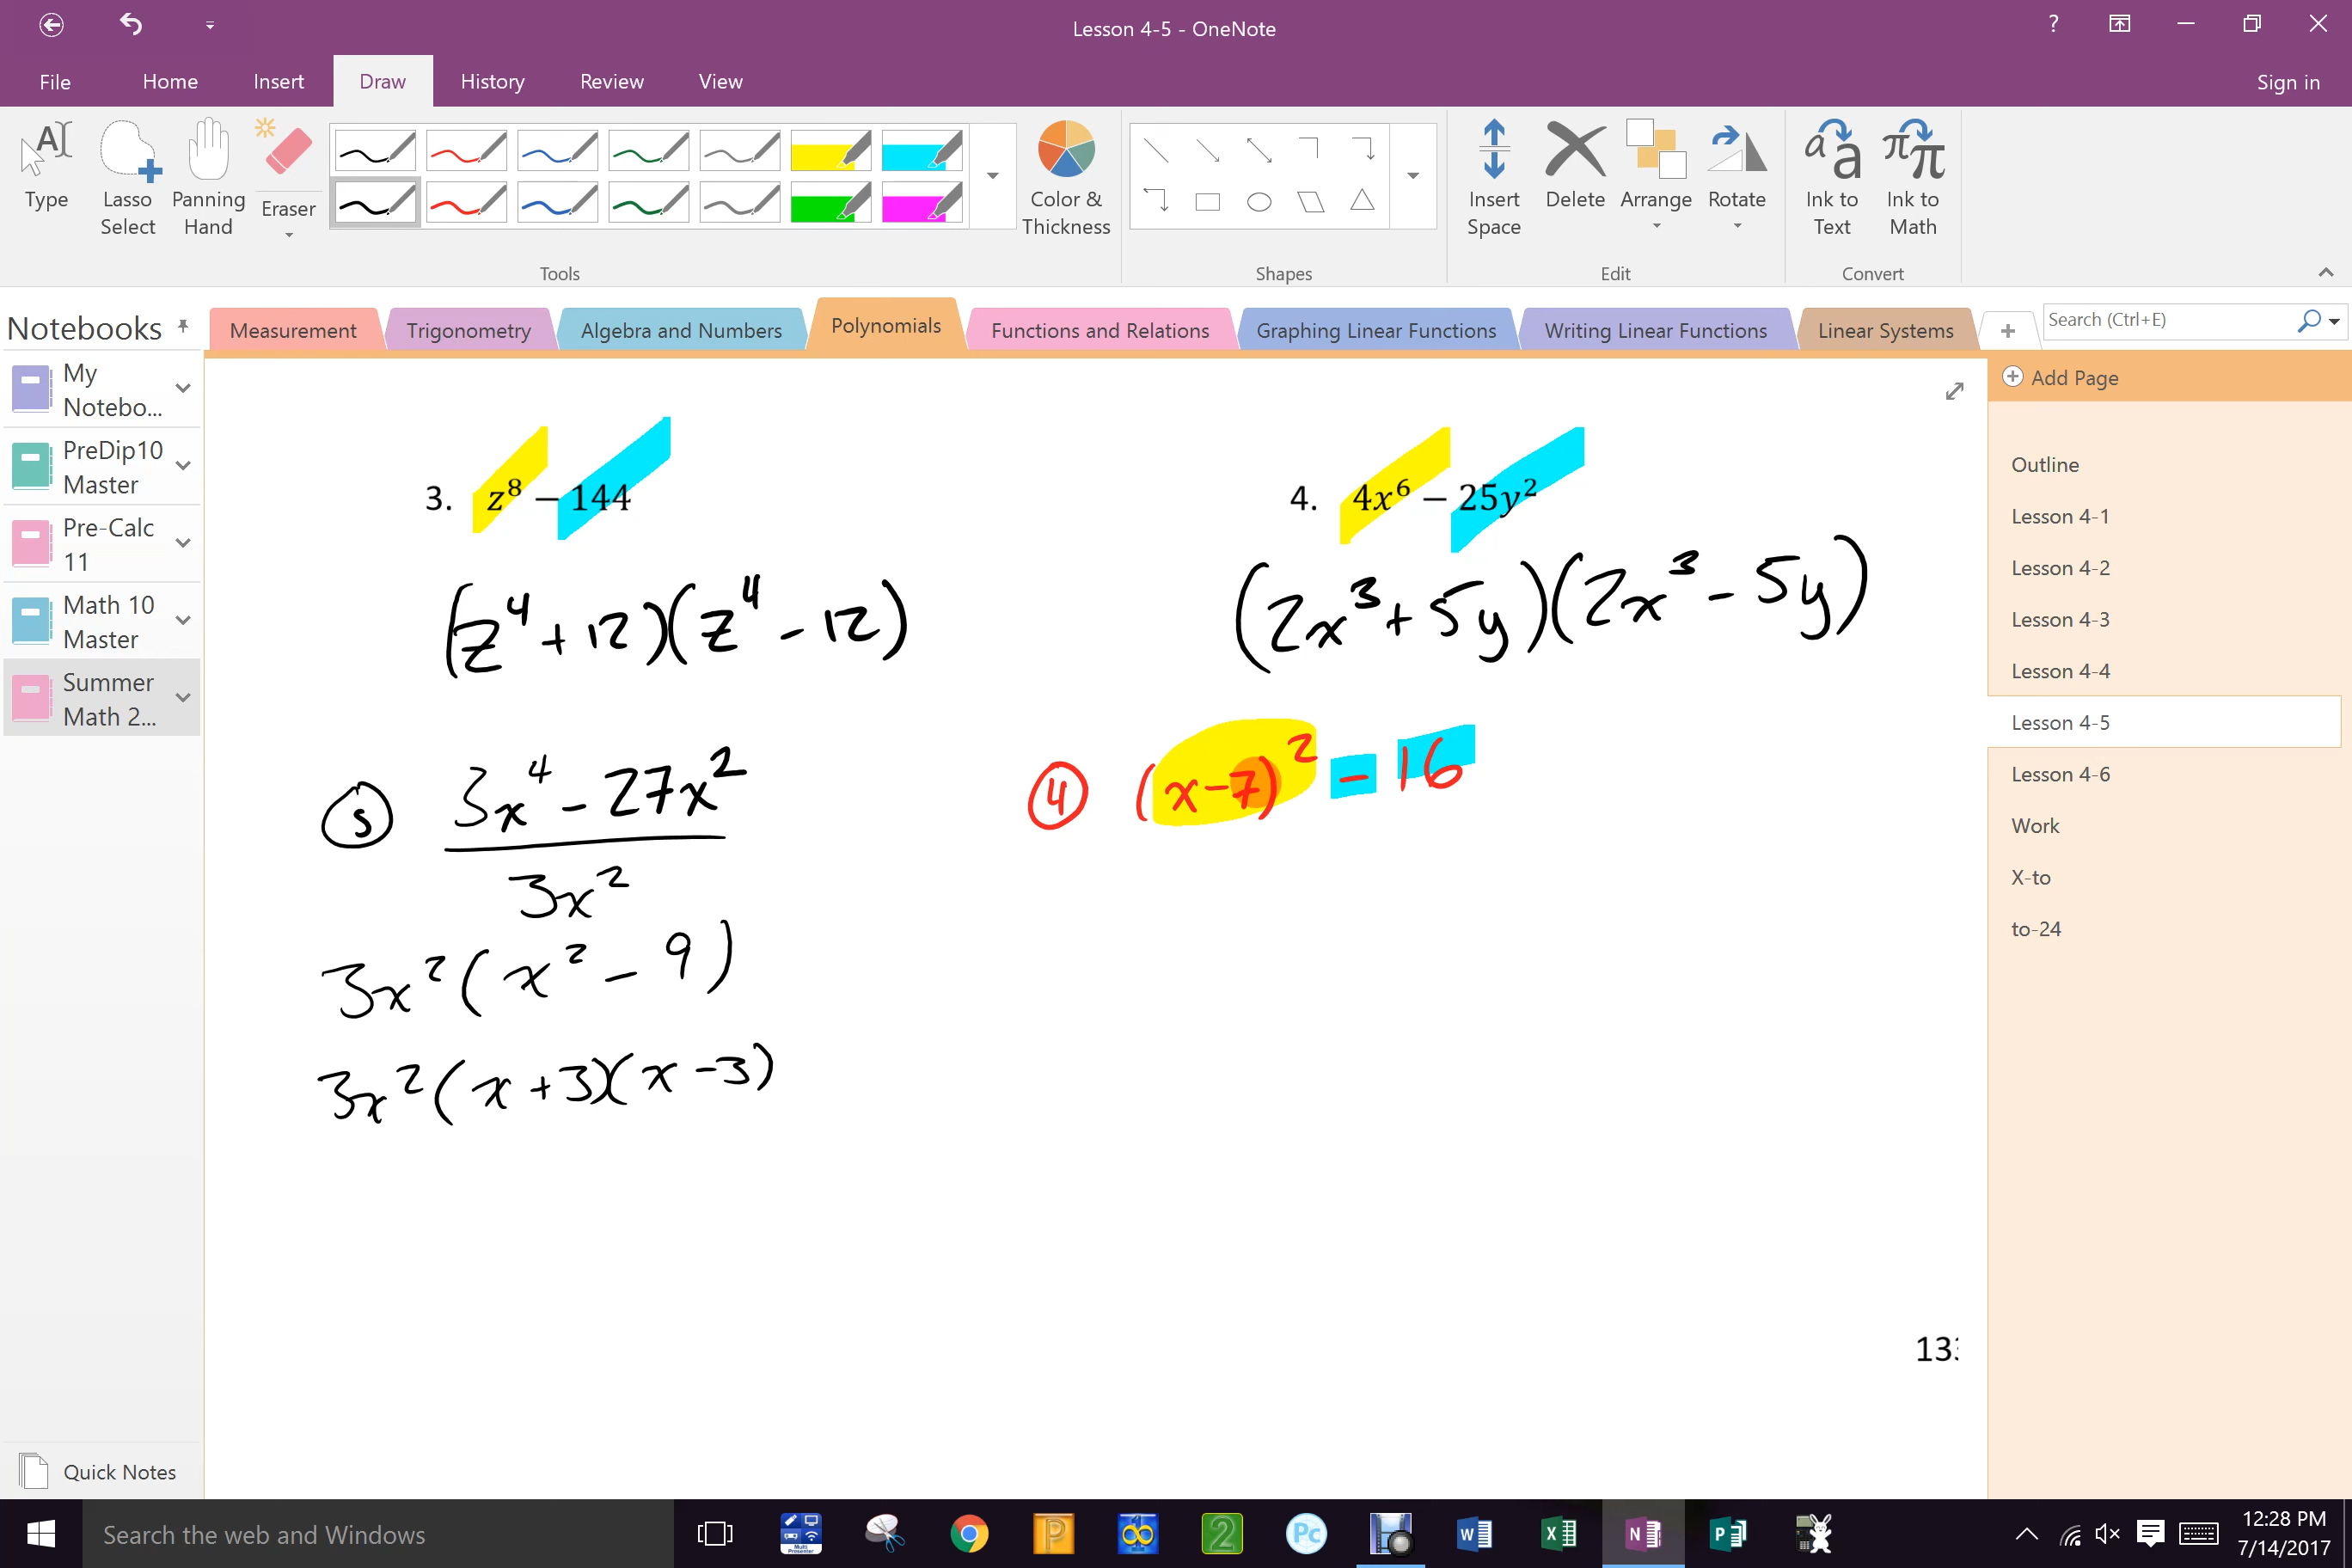 Lesson 4-5 - OneNote
File Home Insert Draw History Review View Sign in
Type Lasso Select Panning Hand Eraser Color & Thickness Insert Space Delete Arrange Rotate Ink to Text Ink to Math
Tools Shapes Edit Convert
Notebooks Measurement Trigonometry Algebra and Numbers Polynomials Functions and Relations Graphing Linear Functions Writing Linear Functions Linear Systems Search (Ctrl+E)
My Notebo...
PreDip10 Master
Pre-Calc 11
Math 10 Master
Summer Math 2...
Quick Notes
3. z⁸ − 144
(z⁴ + 12)(z⁴ − 12)
4. 4x⁶ − 25y²
(2x³ + 5y)(2x³ − 5y)
3x⁴ − 27x²
3x²
3x²(x² − 9)
3x²(x + 3)(x − 3)
4 (x − 7)² − 16
Add Page
Outline
Lesson 4-1
Lesson 4-2
Lesson 4-3
Lesson 4-4
Lesson 4-5
Lesson 4-6
Work
X-to
to-24
Search the web and Windows
12:28 PM
7/14/2017